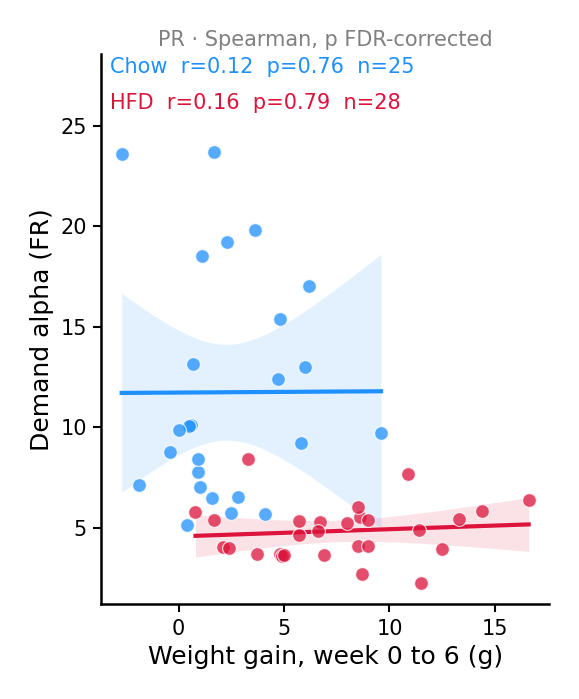 PR · Spearman, p FDR-corrected
Chow r=0.12 p=0.76 n=25
HFD r=0.16 p=0.79 n=28
25
20
15
10
5
Demand alpha (FR)
0 5 10 15
Weight gain, week 0 to 6 (g)